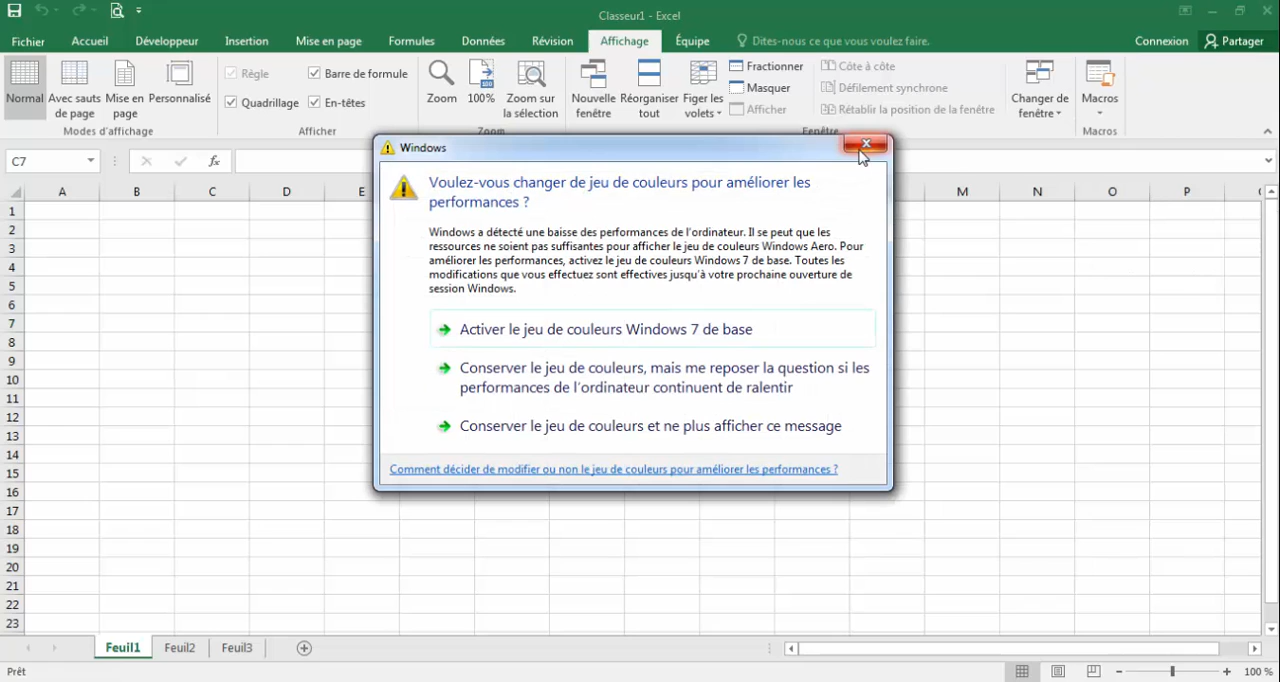 Classeur1 - Excel
Fichier Accueil Développeur Insertion Mise en page Formules Données Révision Affichage Équipe Dites-nous ce que vous voulez faire. Connexion Partager
Normal Avec sauts de page Mise en page Personnalisé
Modes d'affichage
Règle Barre de formule
Quadrillage En-têtes
Afficher
Zoom 100% Zoom sur la sélection
Zoom
Nouvelle fenêtre Réorganiser tout Figer les volets
Fractionner
Masquer
Afficher
Côte à côte
Défilement synchrone
Rétablir la position de la fenêtre
Changer de fenêtre
Fenêtre
Macros
Macros
C7 fx
A B C D E M N O P
1
2
3
4
5
6
7
8
9
10
11
12
13
14
15
16
17
18
19
20
21
22
23
Windows
Voulez-vous changer de jeu de couleurs pour améliorer les
performances ?
Windows a détecté une baisse des performances de l'ordinateur. Il se peut que les
ressources ne soient pas suffisantes pour afficher le jeu de couleurs Windows Aero. Pour
améliorer les performances, activez le jeu de couleurs Windows 7 de base. Toutes les
modifications que vous effectuez sont effectives jusqu'à votre prochaine ouverture de
session Windows.
Activer le jeu de couleurs Windows 7 de base
Conserver le jeu de couleurs, mais me reposer la question si les
performances de l'ordinateur continuent de ralentir
Conserver le jeu de couleurs et ne plus afficher ce message
Comment décider de modifier ou non le jeu de couleurs pour améliorer les performances ?
Feuil1 Feuil2 Feuil3
Prêt 100 %